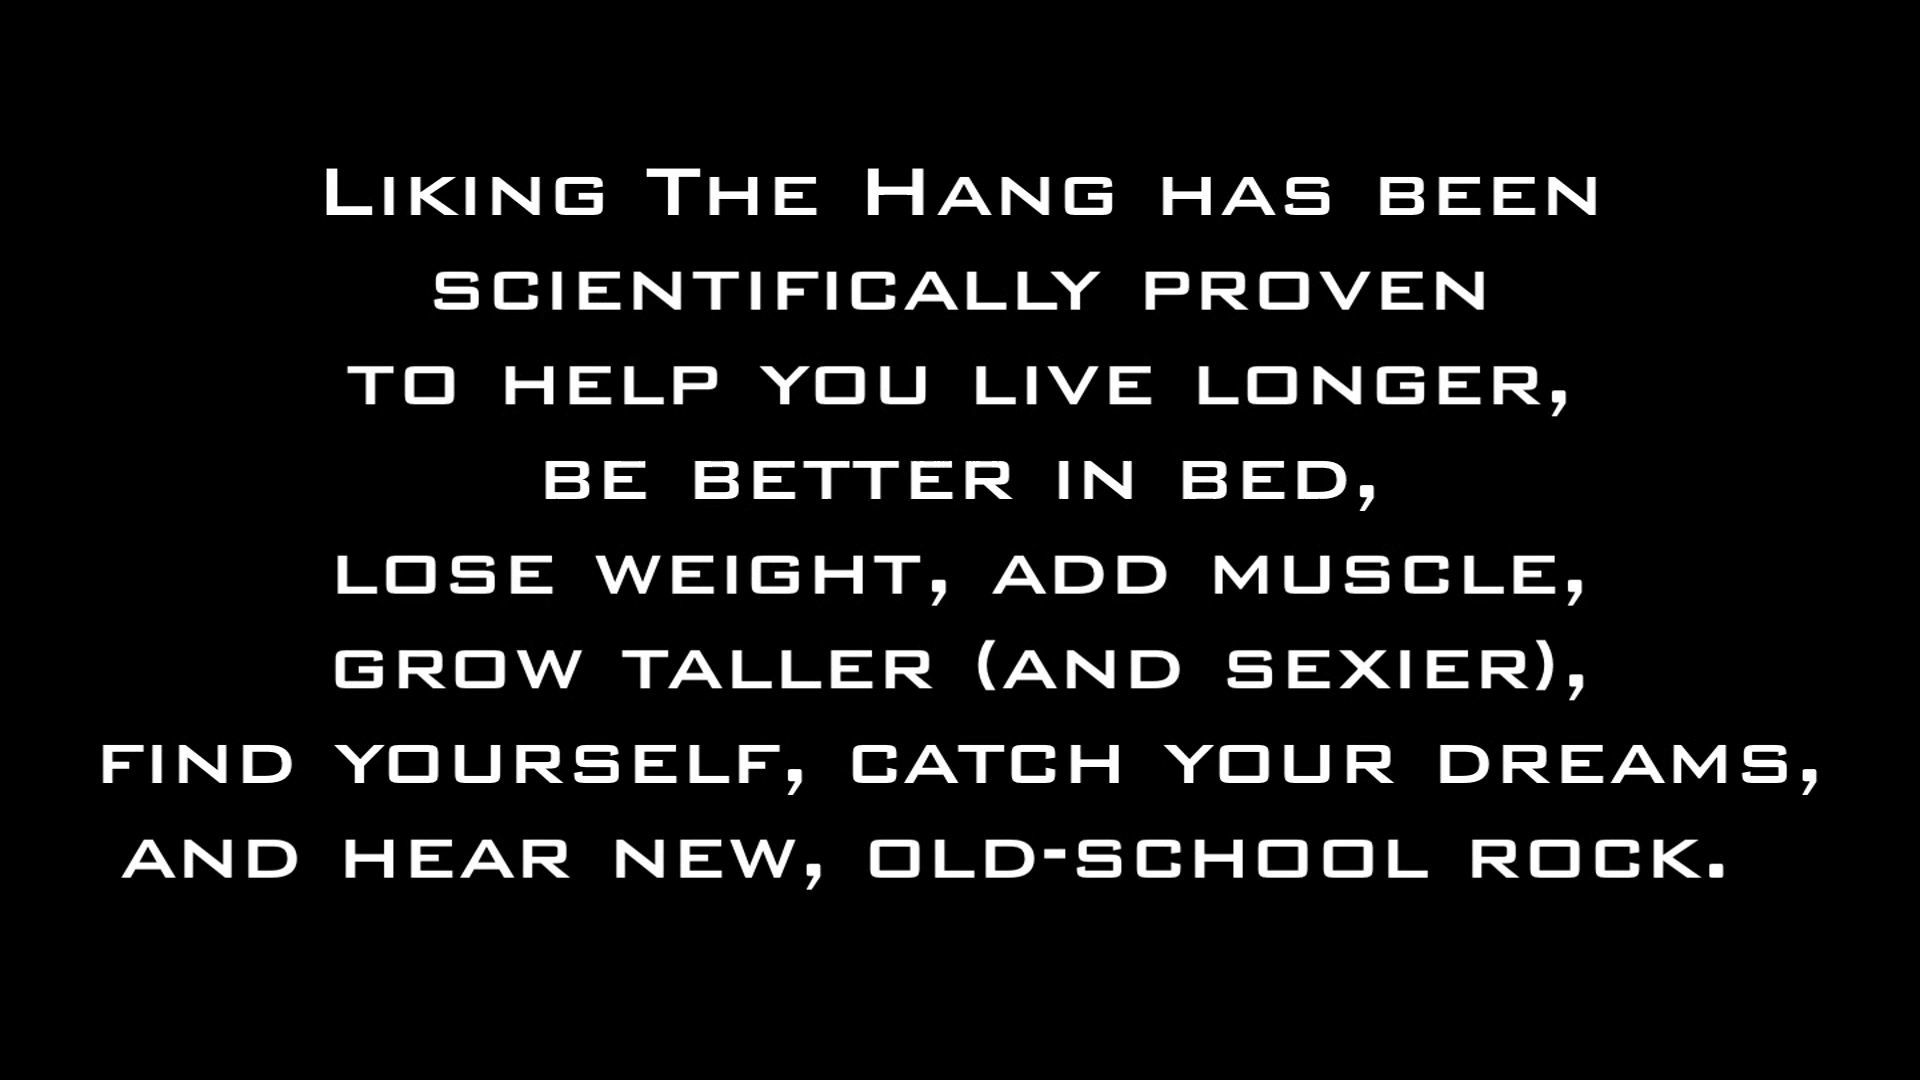 Liking The Hang has been
scientifically proven
to help you live longer,
be better in bed,
lose weight, add muscle,
grow taller (and sexier),
find yourself, catch your dreams,
and hear new, old-school rock.